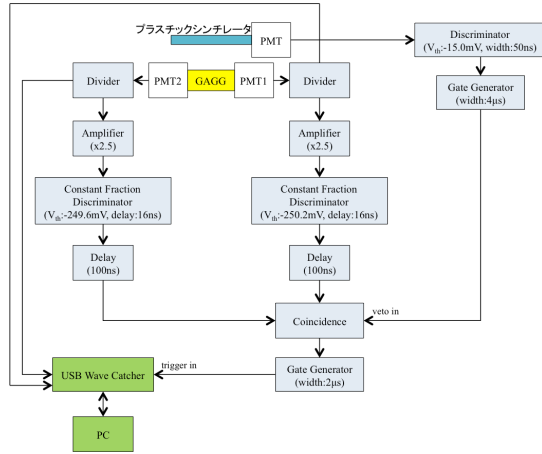 プラスチックシンチレータ
PMT
Discriminator
(Vth:-15.0mV, width:50ns)
Divider
PMT2
GAGG
PMT1
Divider
Gate Generator
(width:4μs)
Amplifier
(x2.5)
Amplifier
(x2.5)
Constant Fraction
Discriminator
(Vth:-249.6mV, delay:16ns)
Constant Fraction
Discriminator
(Vth:-250.2mV, delay:16ns)
Delay
(100ns)
Delay
(100ns)
Coincidence
veto in
trigger in
USB Wave Catcher
Gate Generator
(width:2μs)
PC